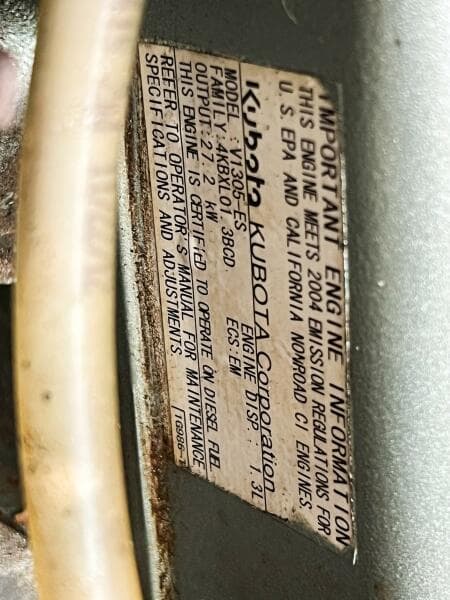 IMPORTANT ENGINE INFORMATION
THIS ENGINE MEETS 2004 EMISSION REGULATIONS FOR
U.S. EPA AND CALIFORNIA NONROAD CI ENGINES.
Kubota KUBOTA Corporation
MODEL :V1305-ES ENGINE DISP.: 1.3L
FAMILY:4KBXL01.3BCD ECS:EM
OUTPUT:27.2 kW
THIS ENGINE IS CERTIFIED TO OPERATE ON DIESEL FUEL
REFER TO OPERATOR'S MANUAL FOR MAINTENANCE
SPECIFICATIONS AND ADJUSTMENTS.